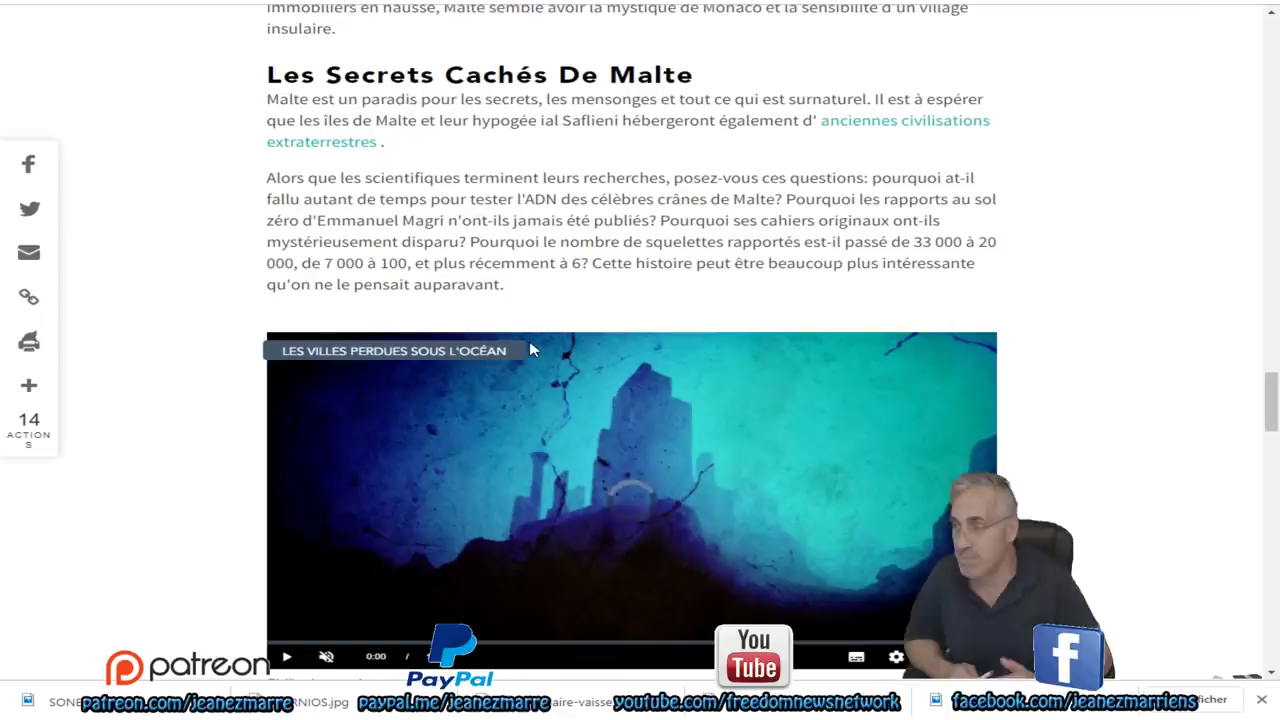 immobiliers en hausse, Malte semble avoir la mystique de Monaco et la sensibilité d'un village
insulaire.
Les Secrets Cachés De Malte
Malte est un paradis pour les secrets, les mensonges et tout ce qui est surnaturel. Il est à espérer
que les îles de Malte et leur hypogée ial Saflieni hébergeront également d' anciennes civilisations
extraterrestres .
Alors que les scientifiques terminent leurs recherches, posez-vous ces questions: pourquoi at-il
fallu autant de temps pour tester l'ADN des célèbres crânes de Malte? Pourquoi les rapports au sol
zéro d'Emmanuel Magri n'ont-ils jamais été publiés? Pourquoi ses cahiers originaux ont-ils
mystérieusement disparu? Pourquoi le nombre de squelettes rapportés est-il passé de 33 000 à 20
000, de 7 000 à 100, et plus récemment à 6? Cette histoire peut être beaucoup plus intéressante
qu'on ne le pensait auparavant.
14
ACTION
S
LES VILLES PERDUES SOUS L'OCÉAN
0:00 /
patreon
PayPal
You
Tube
f
SONE
patreon.com/jeanezmarre
RNIOS.jpg
paypal.me/jeanezmarre
aire-vaisse
youtube.com/freedomnewsnetwork
facebook.com/jeanezmarriens
ficher